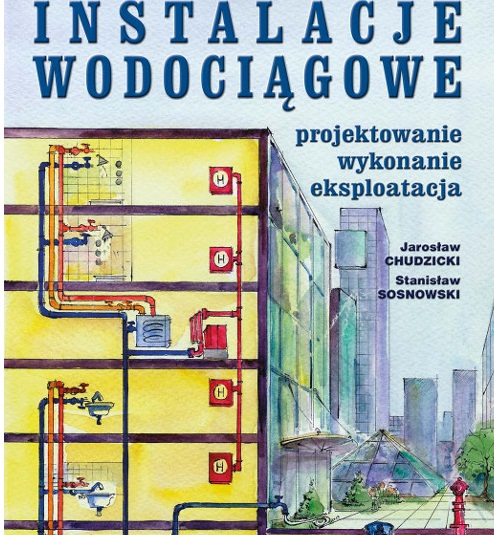 INSTALACJE
WODOCIĄGOWE
projektowanie
wykonanie
eksploatacja
Jarosław
CHUDZICKI
Stanisław
SOSNOWSKI
H
H
H
H